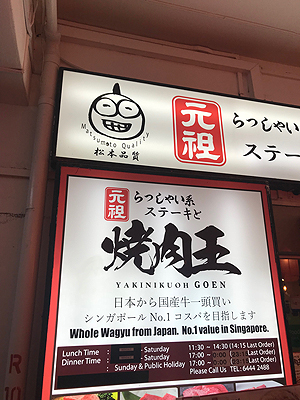 Matsumoto Quality
松本品質
元祖
らっしゃい
ステーキ
元祖
らっしゃい系
ステーキと
焼肉王
YAKINIKUOH GOEN
日本から国産牛一頭買い
シンガポールNo.1コスパを目指します
Whole Wagyu from Japan. No.1 value in Singapore.
Lunch Time : - Saturday 11:30 ~ 14:30 (14:15 Last Order)
Dinner Time : - Saturday 17:00 Last Order)
Sunday & Public Holiday 17:00 Last Order)
Please Call Us TEL: 6444 2488